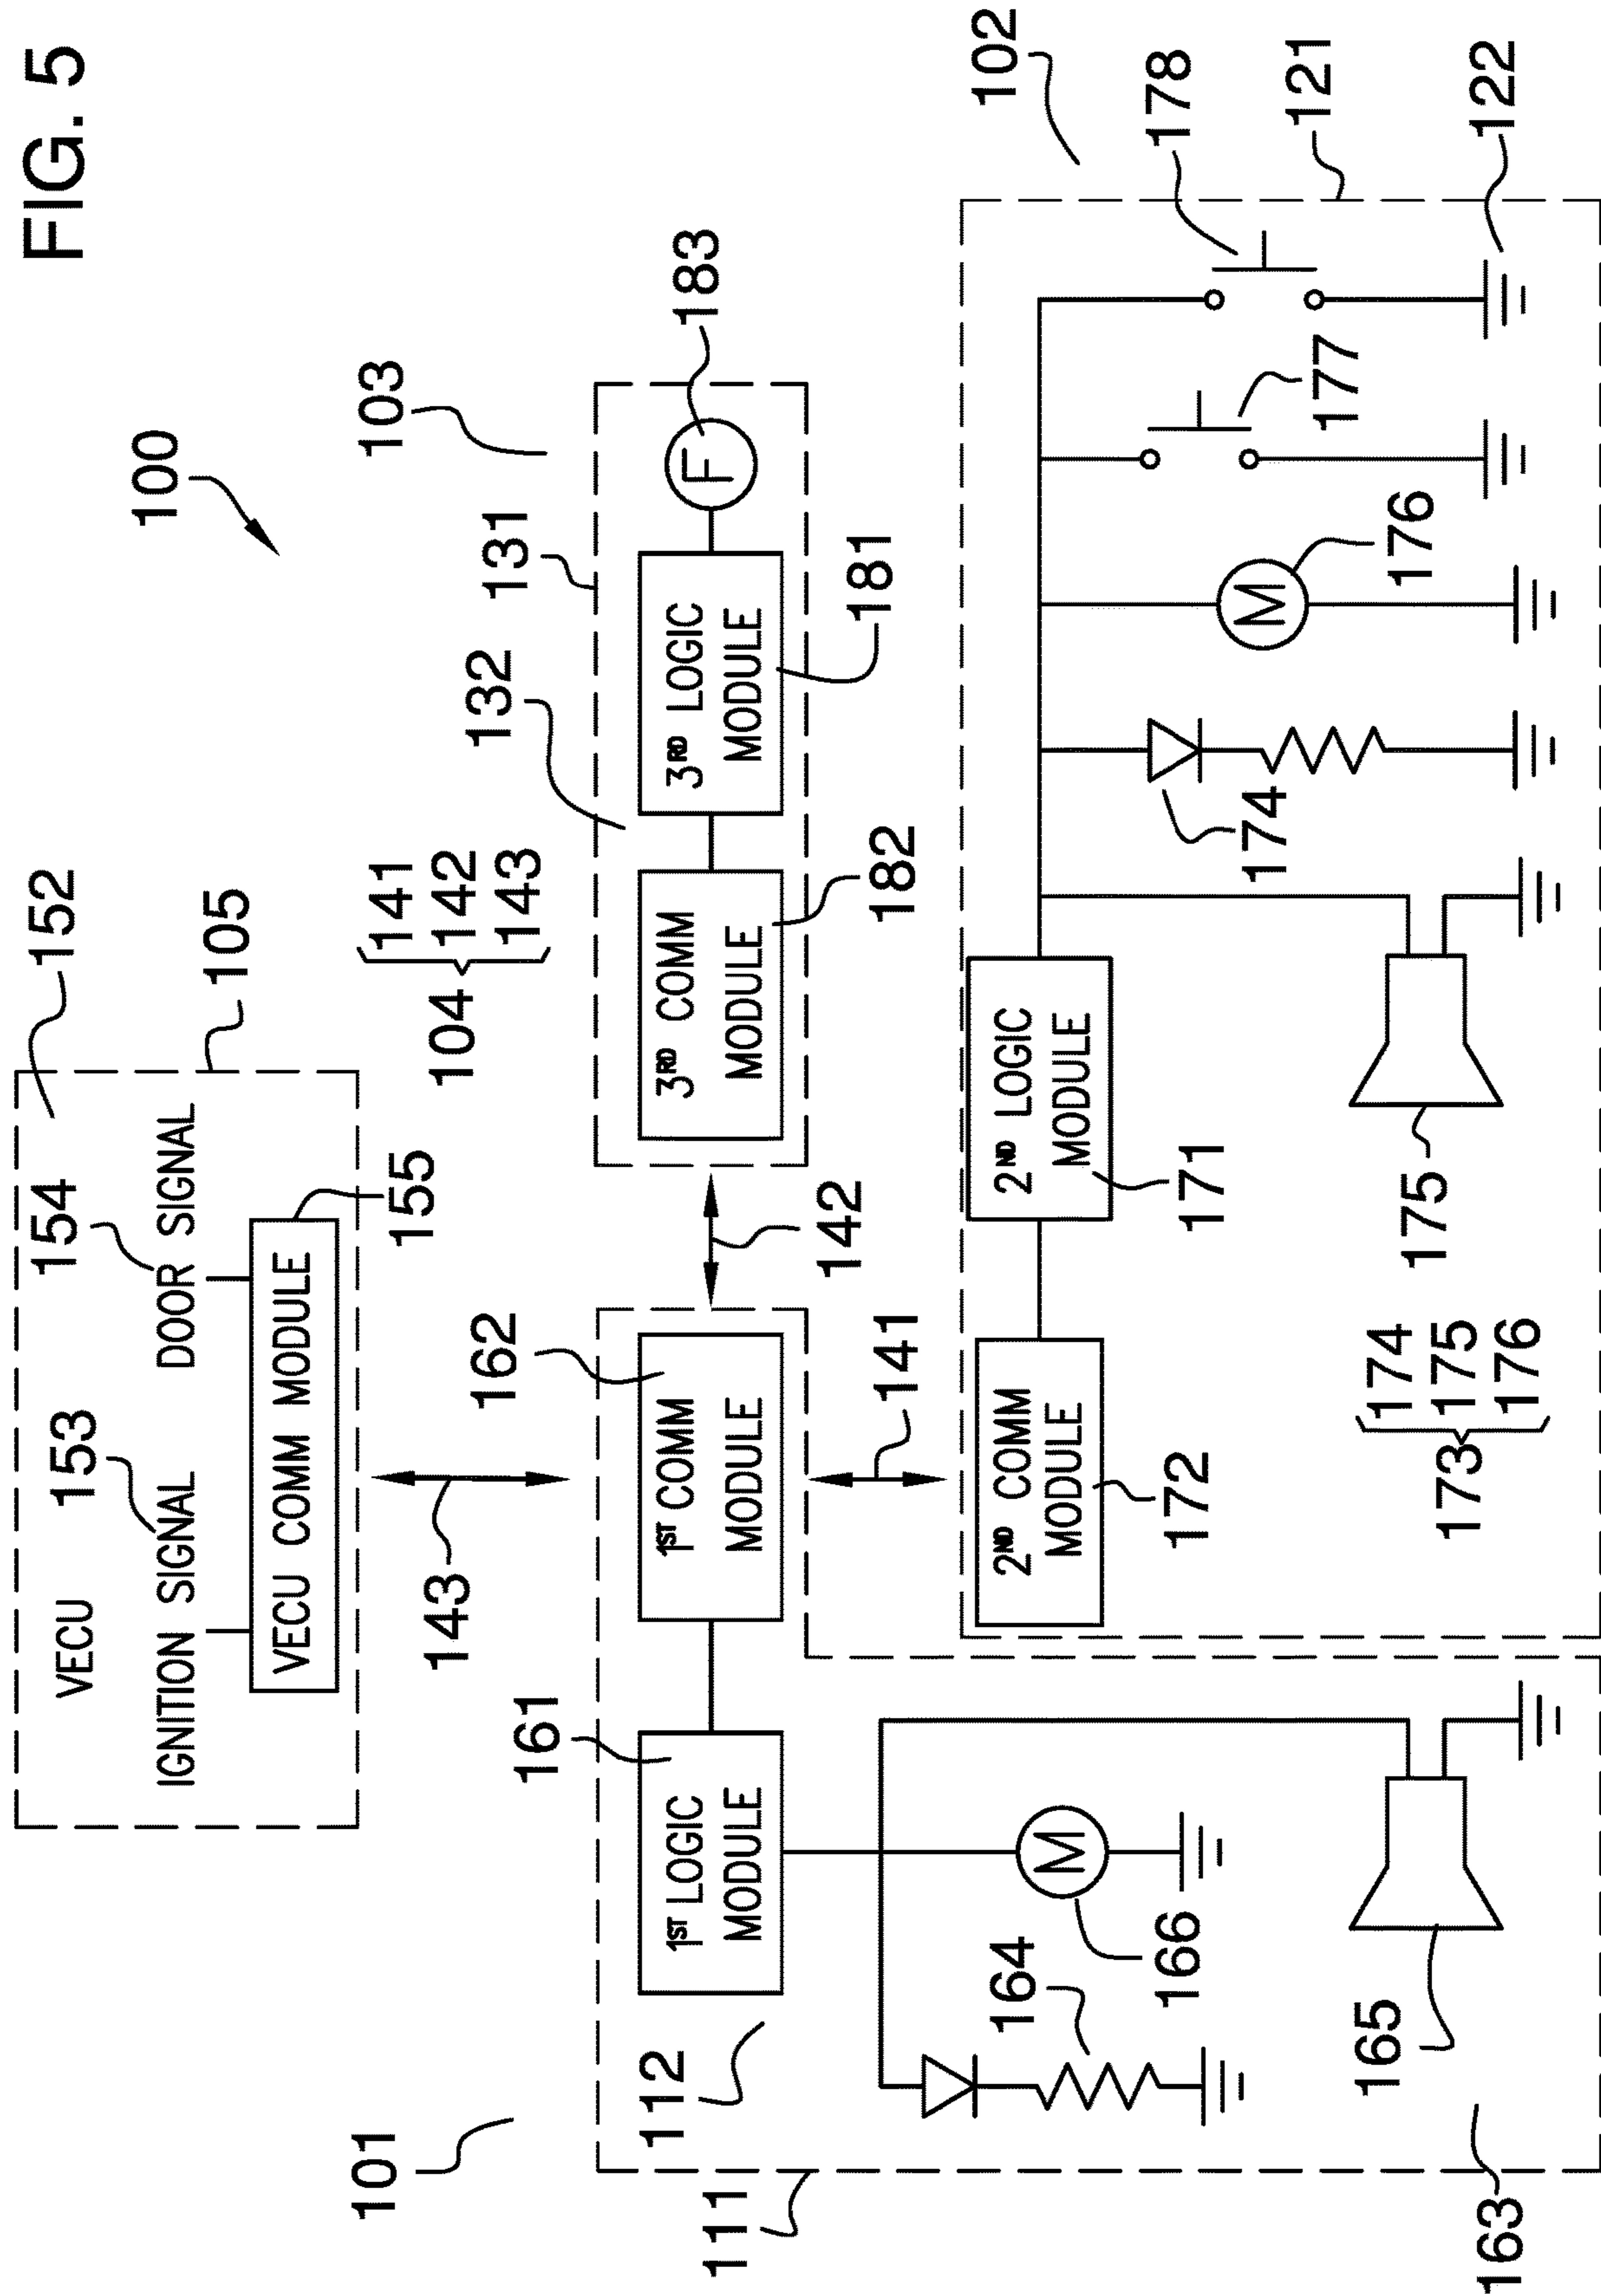 FIG. 5
100
VECU
152
153
154
IGNITION SIGNAL
DOOR SIGNAL
105
VECU COMM MODULE
155
143
104
141
142
143
101
161
162
132
131
103
111
112
1ST LOGIC
MODULE
1ST COMM
MODULE
3RD COMM
MODULE
3RD LOGIC
MODULE
F
183
142
182
181
141
102
164
166
M
165
163
2ND COMM
MODULE
172
2ND LOGIC
MODULE
171
173
174
175
176
175
174
M
176
177
178
121
122